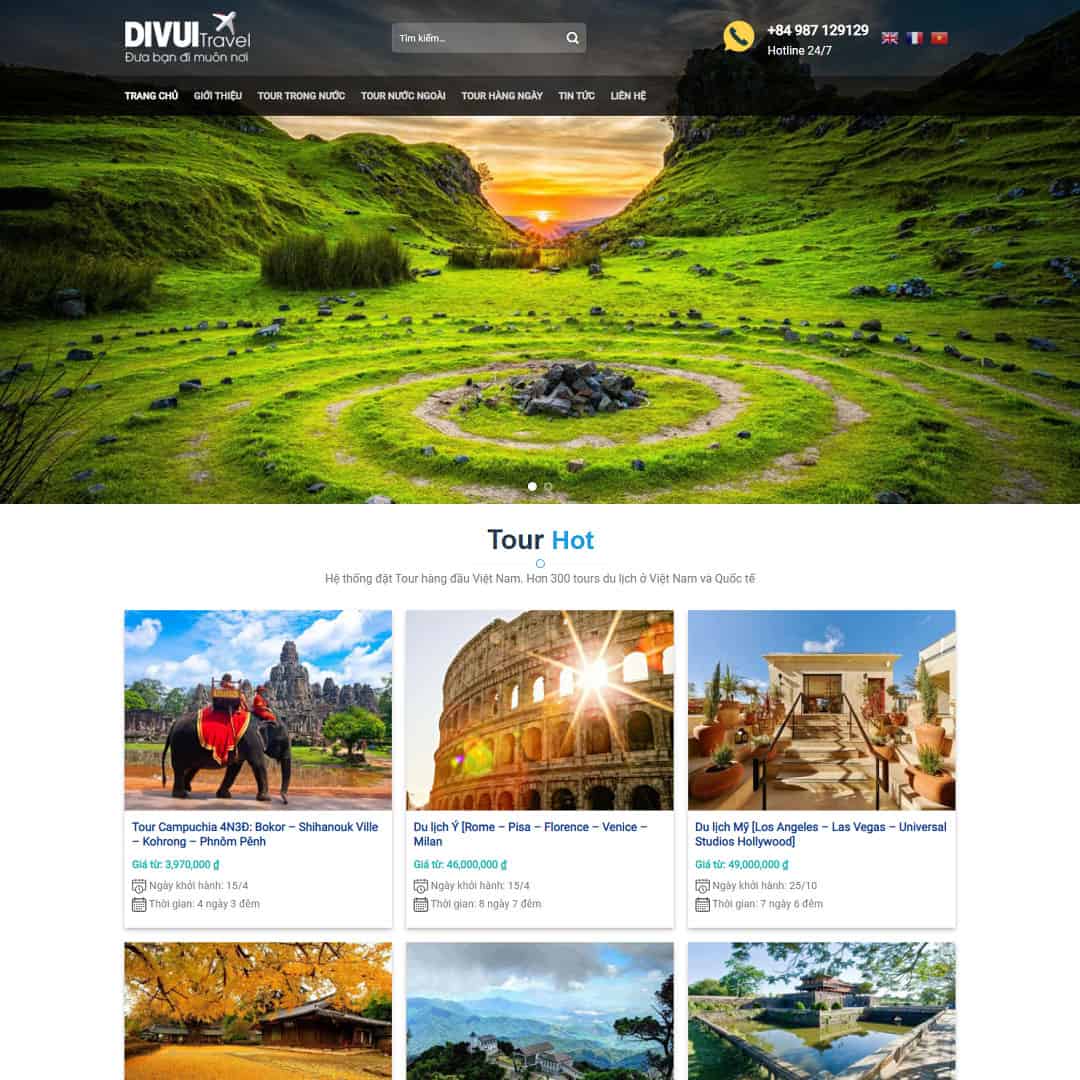 DIVUI Travel
Đưa bạn đi muôn nơi
Tìm kiếm...
+84 987 129129
Hotline 24/7
TRANG CHỦ GIỚI THIỆU TOUR TRONG NƯỚC TOUR NƯỚC NGOÀI TOUR HÀNG NGÀY TIN TỨC LIÊN HỆ
Tour Hot
Hệ thống đặt Tour hàng đầu Việt Nam. Hơn 300 tours du lịch ở Việt Nam và Quốc tế
Tour Campuchia 4N3Đ: Bokor – Shihanouk Ville
– Kohrong – Phnôm Pênh
Giá từ: 3,970,000 ₫
Ngày khởi hành: 15/4
Thời gian: 4 ngày 3 đêm
Du lịch Ý [Rome – Pisa – Florence – Venice –
Milan
Giá từ: 46,000,000 ₫
Ngày khởi hành: 15/4
Thời gian: 8 ngày 7 đêm
Du lịch Mỹ [Los Angeles – Las Vegas – Universal
Studios Hollywood]
Giá từ: 49,000,000 ₫
Ngày khởi hành: 25/10
Thời gian: 7 ngày 6 đêm